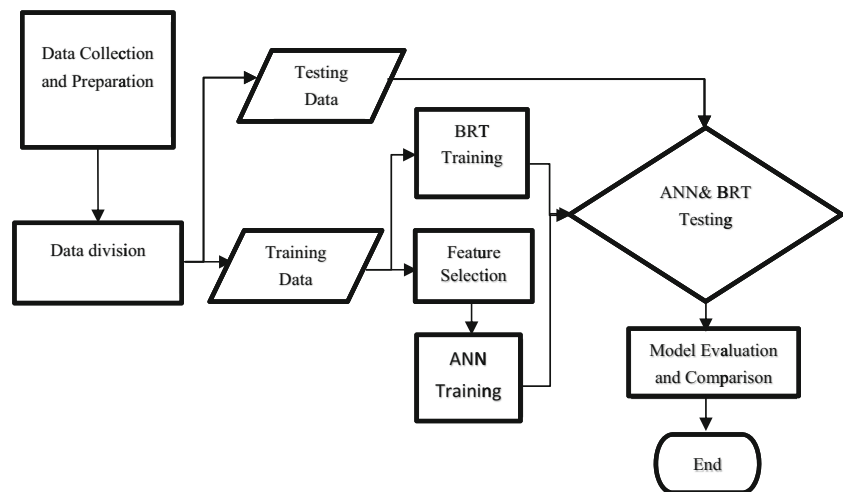 Data Collection
and Preparation
Testing
Data
BRT
Training
ANN& BRT
Testing
Data division
Training
Data
Feature
Selection
ANN
Training
Model Evaluation
and Comparison
End